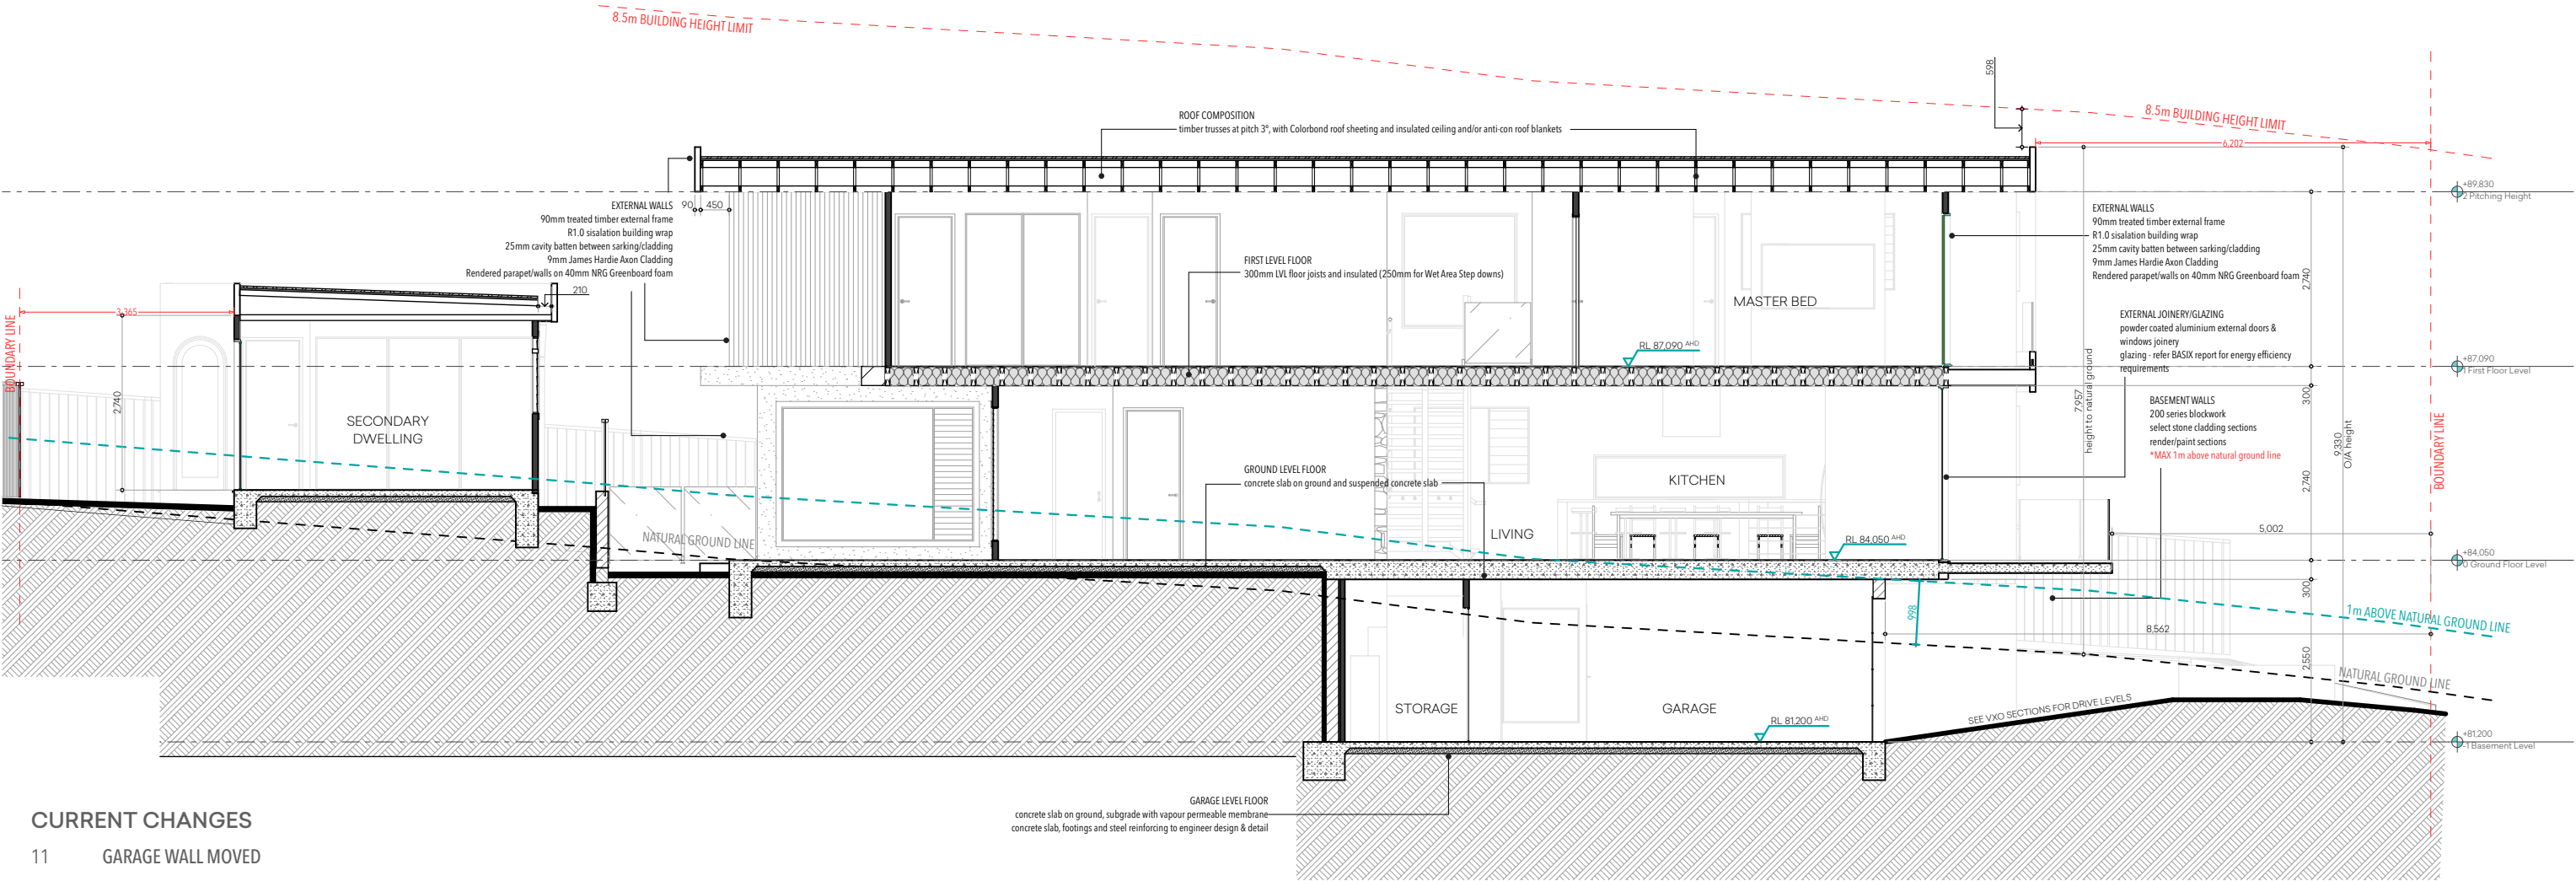 8.5m BUILDING HEIGHT LIMIT
598
8.5m BUILDING HEIGHT LIMIT
6,202
ROOF COMPOSITION
timber trusses at pitch 3°, with Colorbond roof sheeting and insulated ceiling and/or anti-con roof blankets
+89,830
2 Pitching Height
EXTERNAL WALLS
90mm treated timber external frame
R1.0 sisalation building wrap
25mm cavity batten between sarking/cladding
9mm James Hardie Axon Cladding
Rendered parapet/walls on 40mm NRG Greenboard foam
90
450
EXTERNAL WALLS
90mm treated timber external frame
R1.0 sisalation building wrap
25mm cavity batten between sarking/cladding
9mm James Hardie Axon Cladding
Rendered parapet/walls on 40mm NRG Greenboard foam
2,740
FIRST LEVEL FLOOR
300mm LVL floor joists and insulated (250mm for Wet Area Step downs)
MASTER BED
210
3,365
BOUNDARY LINE
2,740
SECONDARY
DWELLING
RL 87,090 AHD
EXTERNAL JOINERY/GLAZING
powder coated aluminium external doors &
windows joinery
glazing - refer BASIX report for energy efficiency
requirements
+87,090
1 First Floor Level
300
7,957
height to natural ground
9,330
O/A height
BASEMENT WALLS
200 series blockwork
select stone cladding sections
render/paint sections
*MAX 1m above natural ground line
BOUNDARY LINE
GROUND LEVEL FLOOR
concrete slab on ground and suspended concrete slab
KITCHEN
2,740
LIVING
RL 84,050 AHD
NATURAL GROUND LINE
5,002
+84,050
0 Ground Floor Level
300
998
1m ABOVE NATURAL GROUND LINE
8,562
2,550
NATURAL GROUND LINE
STORAGE
GARAGE
RL 81,200 AHD
SEE VXO SECTIONS FOR DRIVE LEVELS
+81,200
-1 Basement Level
GARAGE LEVEL FLOOR
concrete slab on ground, subgrade with vapour permeable membrane
concrete slab, footings and steel reinforcing to engineer design & detail
CURRENT CHANGES
11 GARAGE WALL MOVED